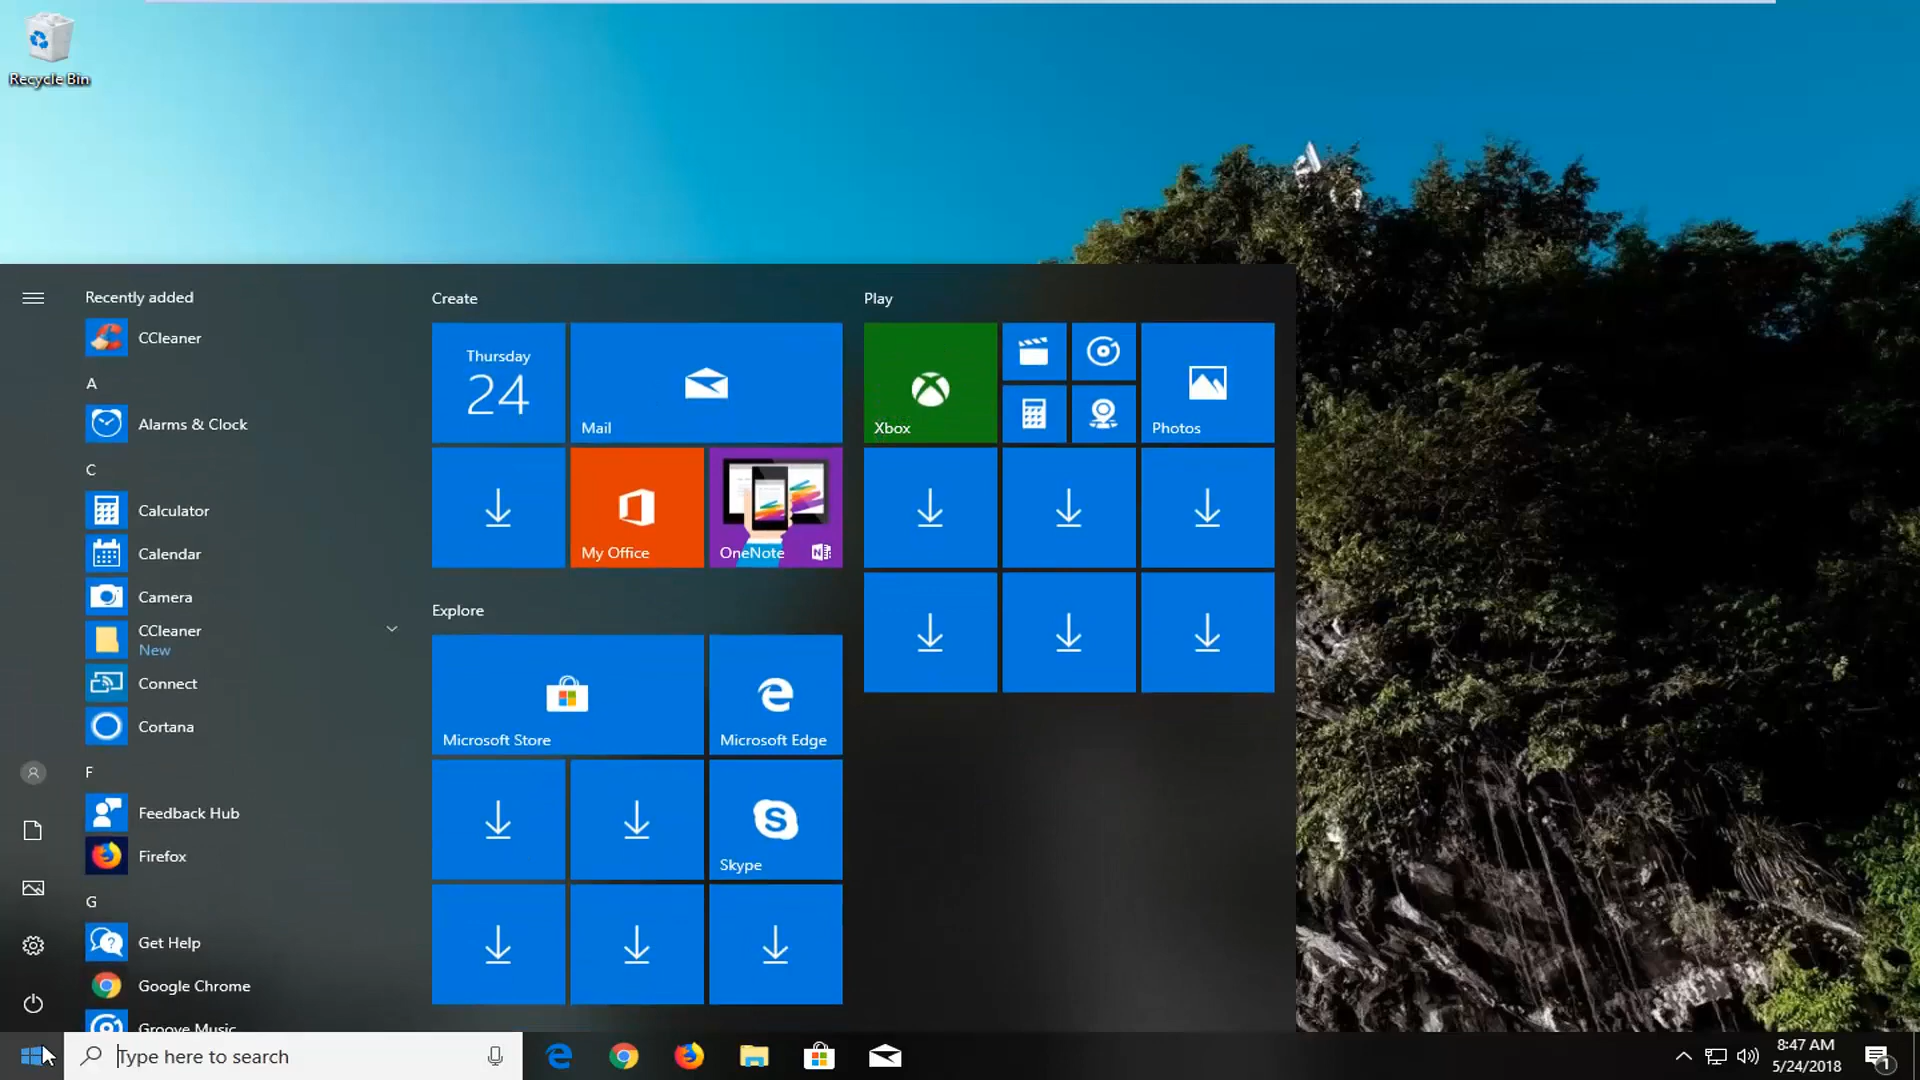 Recycle Bin
Recently added
CCleaner
A
Alarms & Clock
C
Calculator
Calendar
Camera
CCleaner
New
Connect
Cortana
F
Feedback Hub
Firefox
G
Get Help
Google Chrome
Groove Music
Create
Thursday
24
Mail
My Office
OneNote
N
Explore
Microsoft Store
Microsoft Edge
S
Skype
Play
Xbox
Photos
Type here to search
8:47 AM
5/24/2018
1